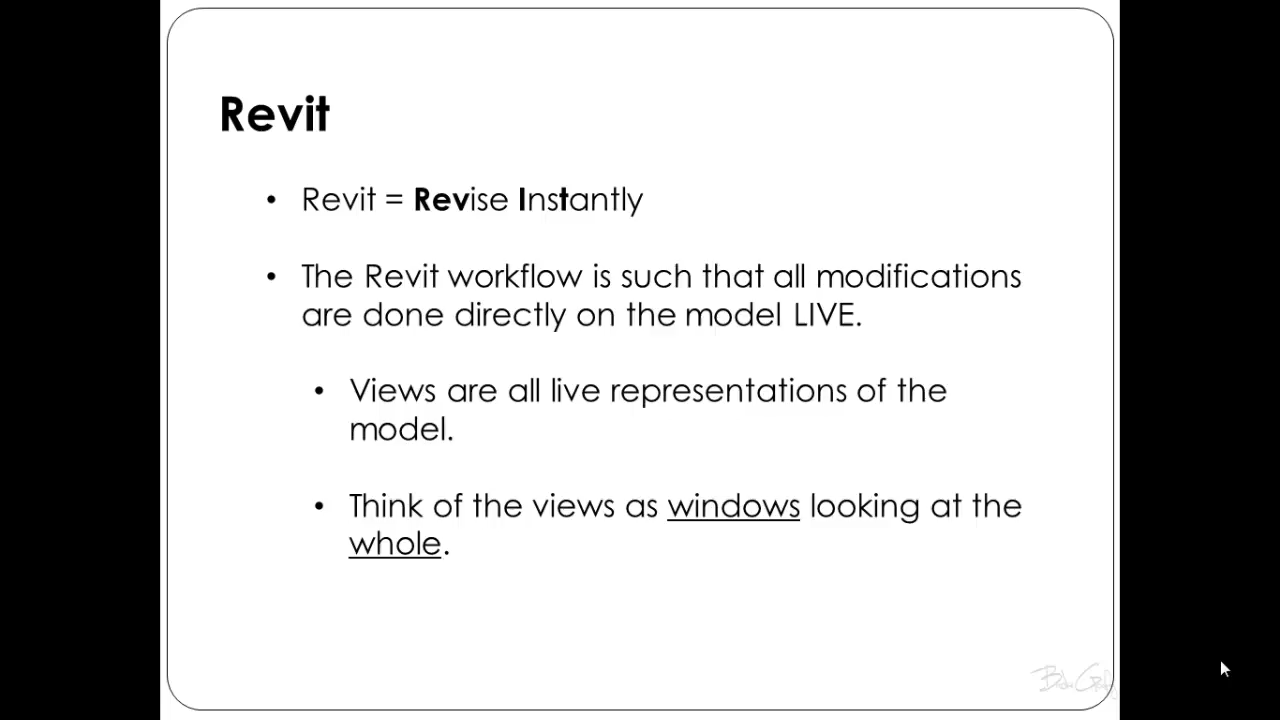 Revit
• Revit = Revise Instantly
• The Revit workflow is such that all modifications
are done directly on the model LIVE.
• Views are all live representations of the
model.
• Think of the views as windows looking at the
whole.